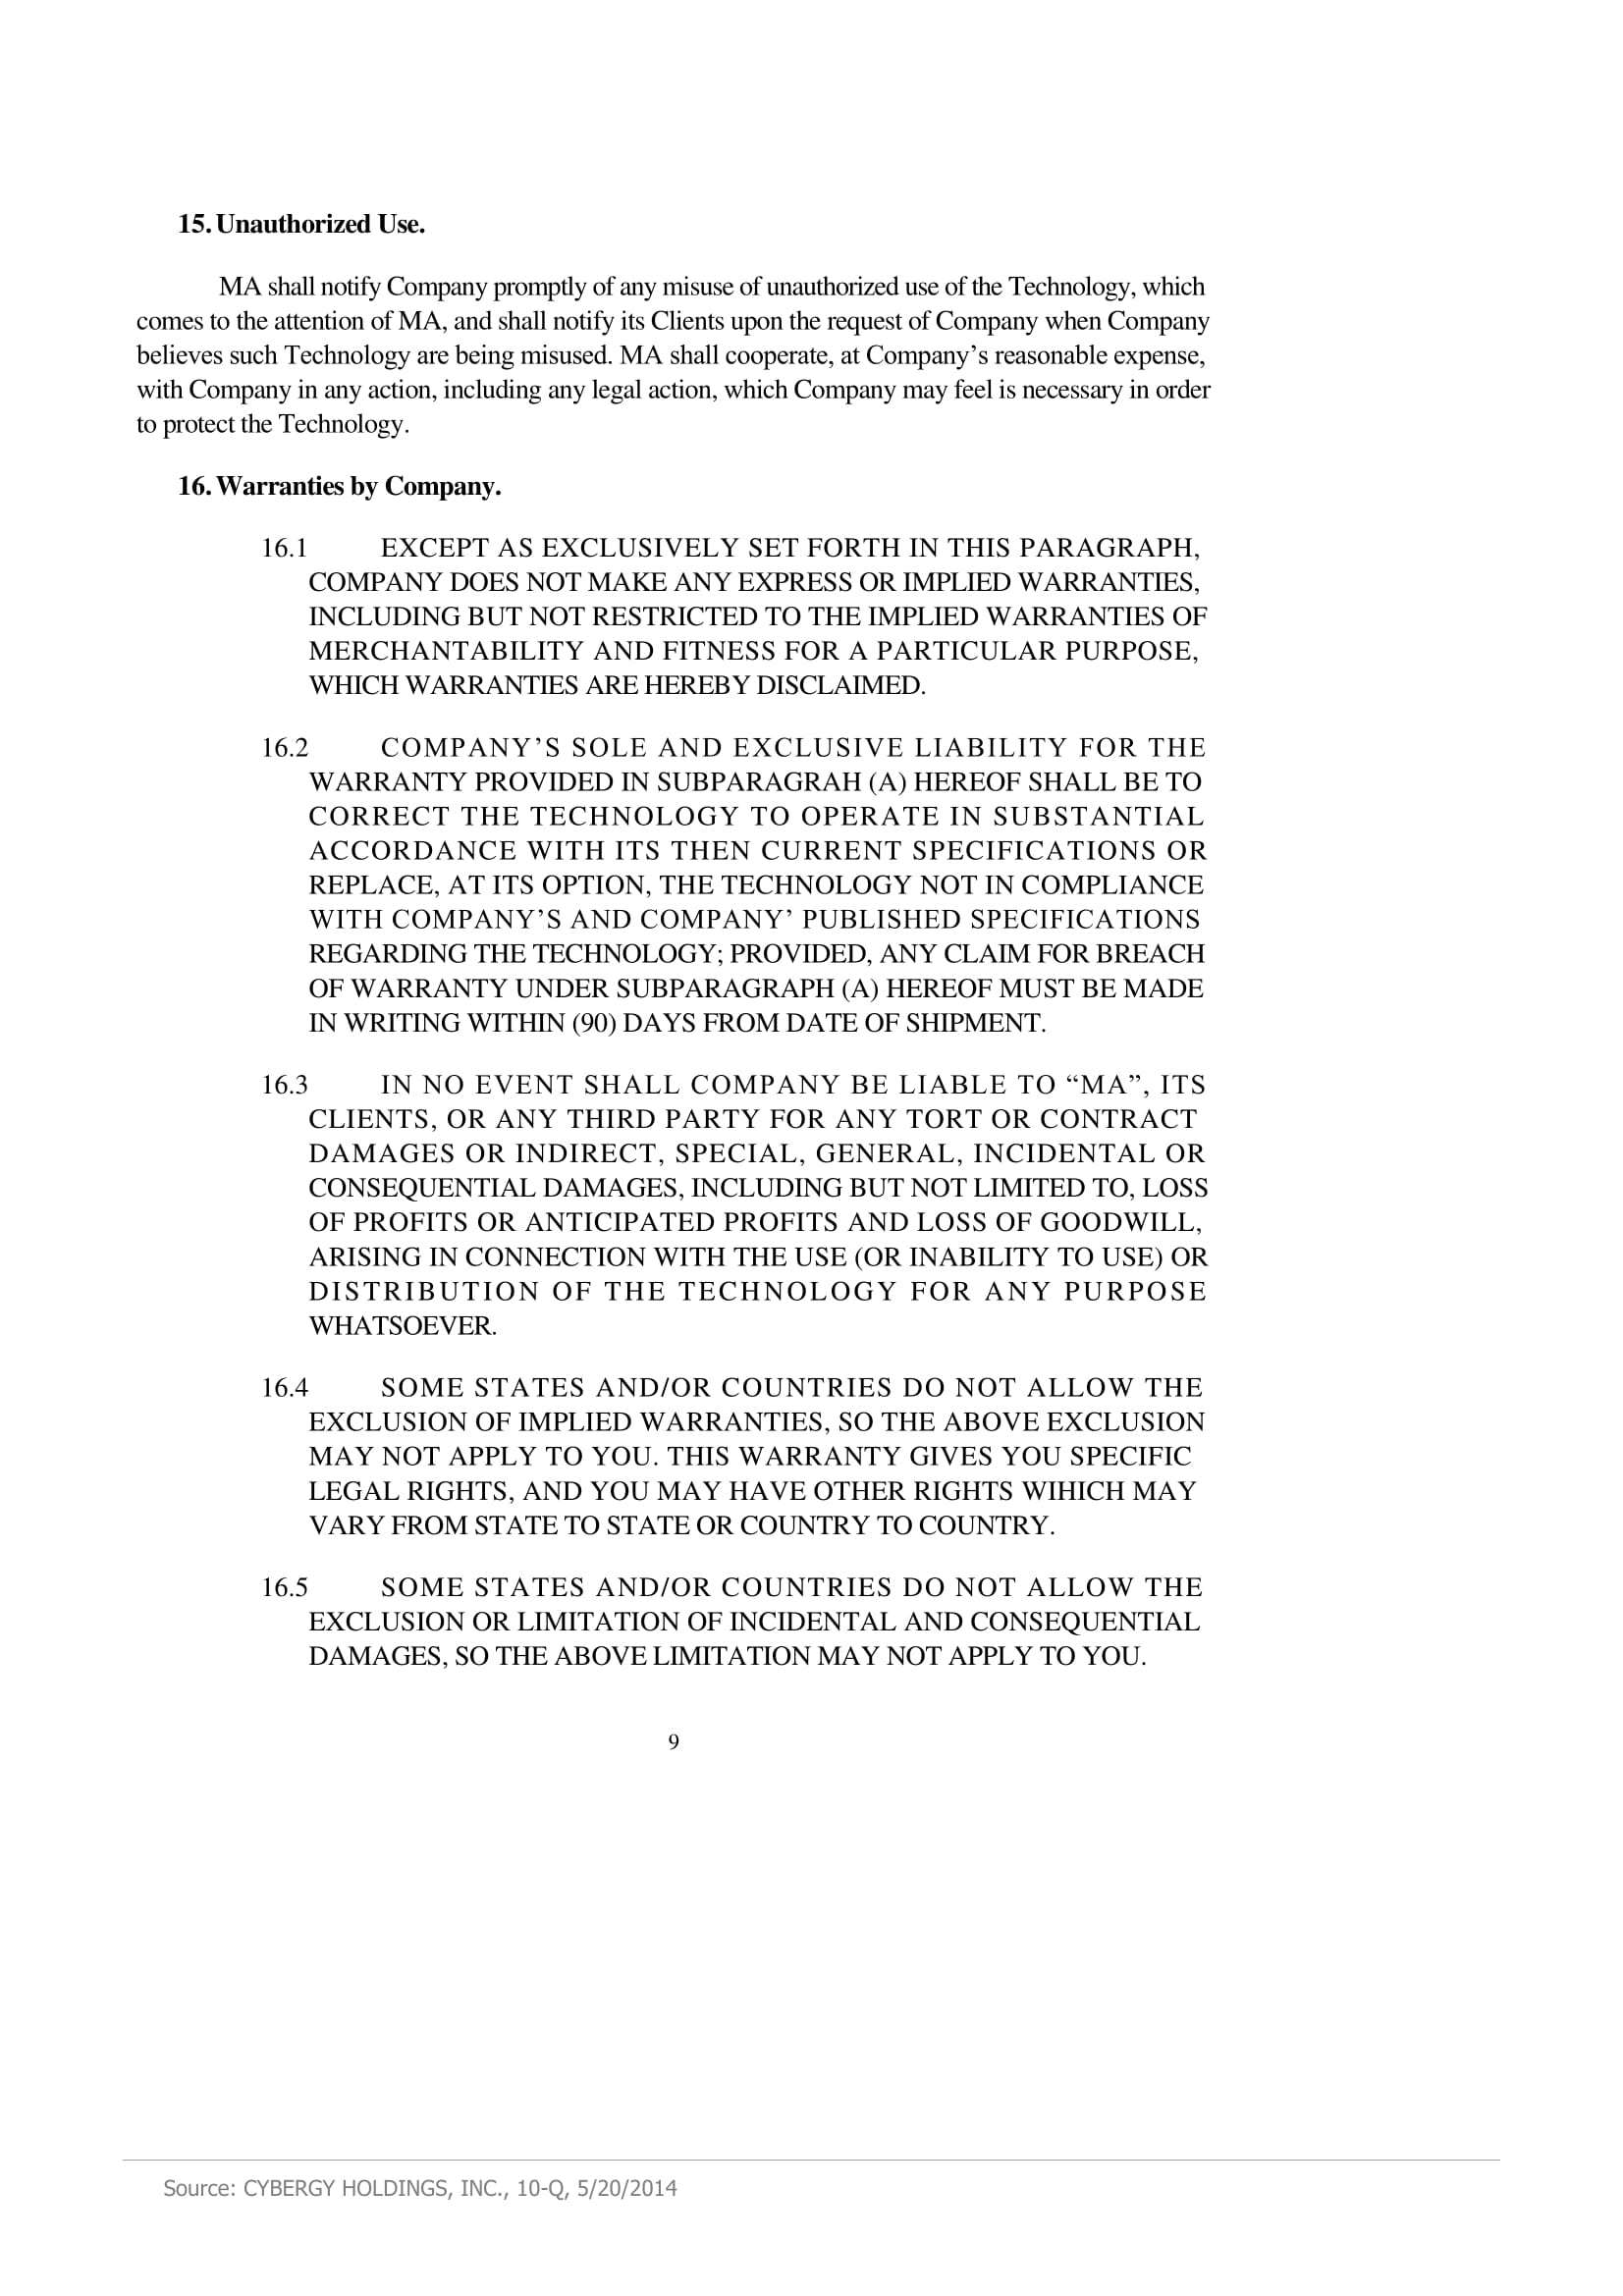 15. Unauthorized Use.
MA shall notify Company promptly of any misuse of unauthorized use of the Technology, which
comes to the attention of MA, and shall notify its Clients upon the request of Company when Company
believes such Technology are being misused. MA shall cooperate, at Company’s reasonable expense,
with Company in any action, including any legal action, which Company may feel is necessary in order
to protect the Technology.
16. Warranties by Company.
16.1 EXCEPT AS EXCLUSIVELY SET FORTH IN THIS PARAGRAPH,
COMPANY DOES NOT MAKE ANY EXPRESS OR IMPLIED WARRANTIES,
INCLUDING BUT NOT RESTRICTED TO THE IMPLIED WARRANTIES OF
MERCHANTABILITY AND FITNESS FOR A PARTICULAR PURPOSE,
WHICH WARRANTIES ARE HEREBY DISCLAIMED.
16.2 COMPANY’S SOLE AND EXCLUSIVE LIABILITY FOR THE
WARRANTY PROVIDED IN SUBPARAGRAH (A) HEREOF SHALL BE TO
CORRECT THE TECHNOLOGY TO OPERATE IN SUBSTANTIAL
ACCORDANCE WITH ITS THEN CURRENT SPECIFICATIONS OR
REPLACE, AT ITS OPTION, THE TECHNOLOGY NOT IN COMPLIANCE
WITH COMPANY’S AND COMPANY’ PUBLISHED SPECIFICATIONS
REGARDING THE TECHNOLOGY; PROVIDED, ANY CLAIM FOR BREACH
OF WARRANTY UNDER SUBPARAGRAPH (A) HEREOF MUST BE MADE
IN WRITING WITHIN (90) DAYS FROM DATE OF SHIPMENT.
16.3 IN NO EVENT SHALL COMPANY BE LIABLE TO “MA”, ITS
CLIENTS, OR ANY THIRD PARTY FOR ANY TORT OR CONTRACT
DAMAGES OR INDIRECT, SPECIAL, GENERAL, INCIDENTAL OR
CONSEQUENTIAL DAMAGES, INCLUDING BUT NOT LIMITED TO, LOSS
OF PROFITS OR ANTICIPATED PROFITS AND LOSS OF GOODWILL,
ARISING IN CONNECTION WITH THE USE (OR INABILITY TO USE) OR
DISTRIBUTION OF THE TECHNOLOGY FOR ANY PURPOSE
WHATSOEVER.
16.4 SOME STATES AND/OR COUNTRIES DO NOT ALLOW THE
EXCLUSION OF IMPLIED WARRANTIES, SO THE ABOVE EXCLUSION
MAY NOT APPLY TO YOU. THIS WARRANTY GIVES YOU SPECIFIC
LEGAL RIGHTS, AND YOU MAY HAVE OTHER RIGHTS WIHICH MAY
VARY FROM STATE TO STATE OR COUNTRY TO COUNTRY.
16.5 SOME STATES AND/OR COUNTRIES DO NOT ALLOW THE
EXCLUSION OR LIMITATION OF INCIDENTAL AND CONSEQUENTIAL
DAMAGES, SO THE ABOVE LIMITATION MAY NOT APPLY TO YOU.
9
Source: CYBERGY HOLDINGS, INC., 10-Q, 5/20/2014